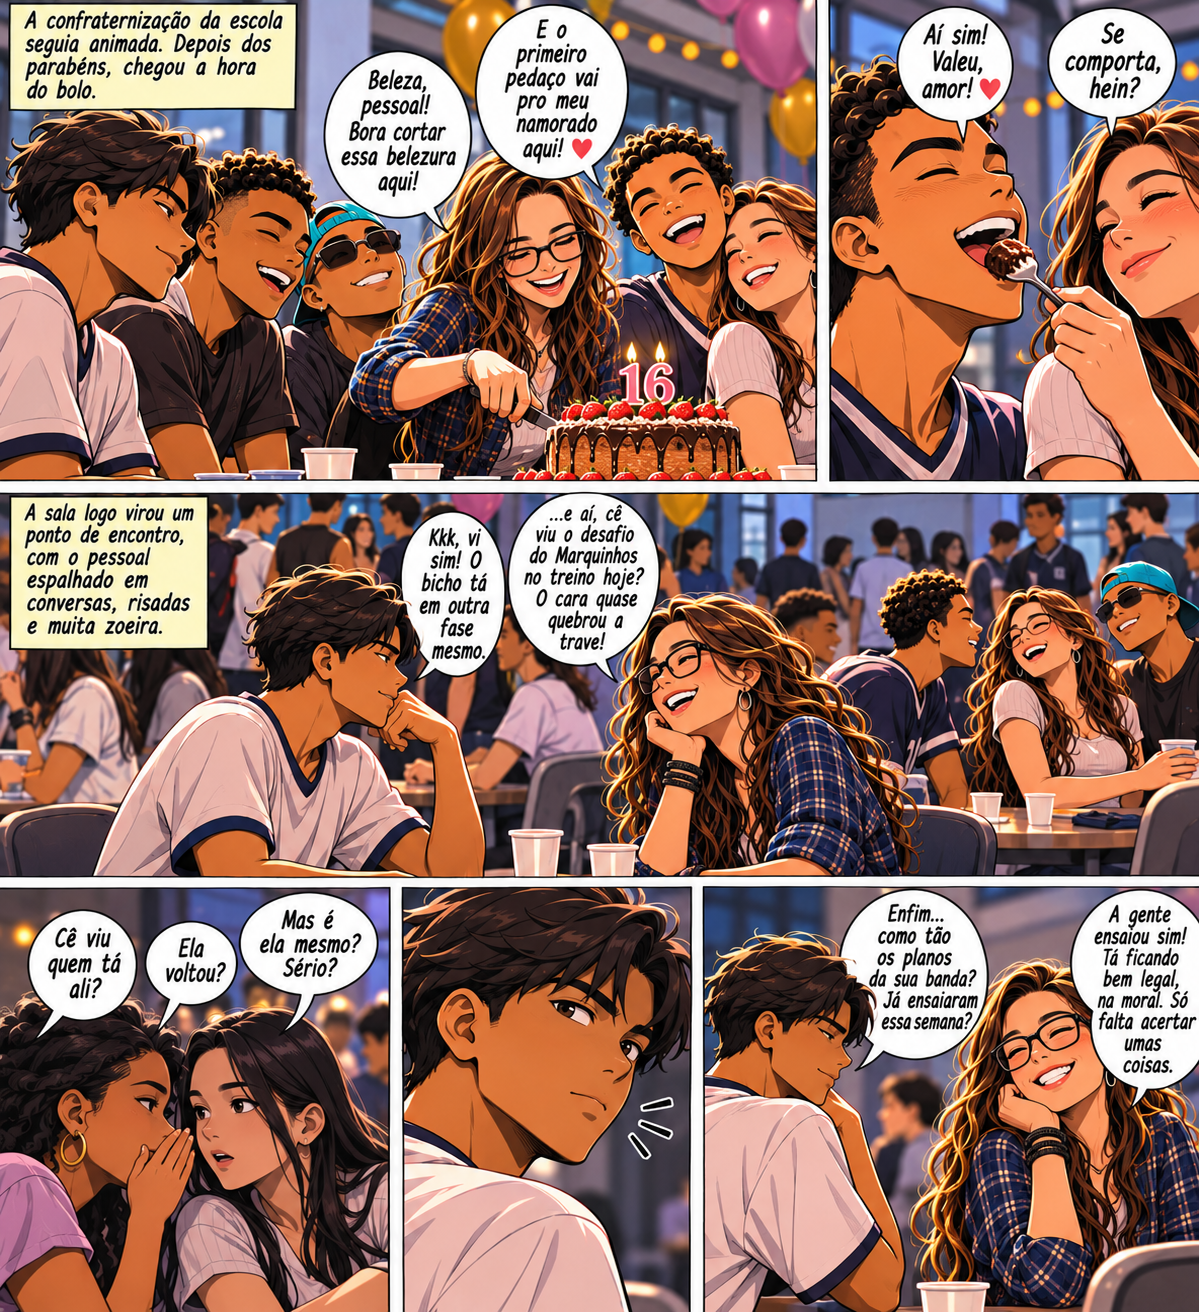 A confraternização da escola
seguia animada. Depois dos
parabéns, chegou a hora
do bolo.
Beleza,
pessoal!
Bora cortar
essa belezura
aqui!
E o
primeiro
pedaço vai
pro meu
namorado
aqui! ❤️
16
Aí sim!
Valeu,
amor! ❤️
Se
comporta,
hein?
A sala logo virou um
ponto de encontro,
com o pessoal
espalhado em
conversas, risadas
e muita zoeira.
Kkk, vi
sim! O
bicho tá
em outra
fase
mesmo.
...e aí, cê
viu o desafio
do Marquinhos
no treino hoje?
O cara quase
quebrou a
trave!
Cê viu
quem tá
ali?
Ela
voltou?
Mas é
ela mesmo?
Sério?
Enfim...
como tão
os planos
da sua banda?
Já ensaiaram
essa semana?
A gente
ensaiou sim!
Tá ficando
bem legal,
na moral. Só
falta acertar
umas
coisas.